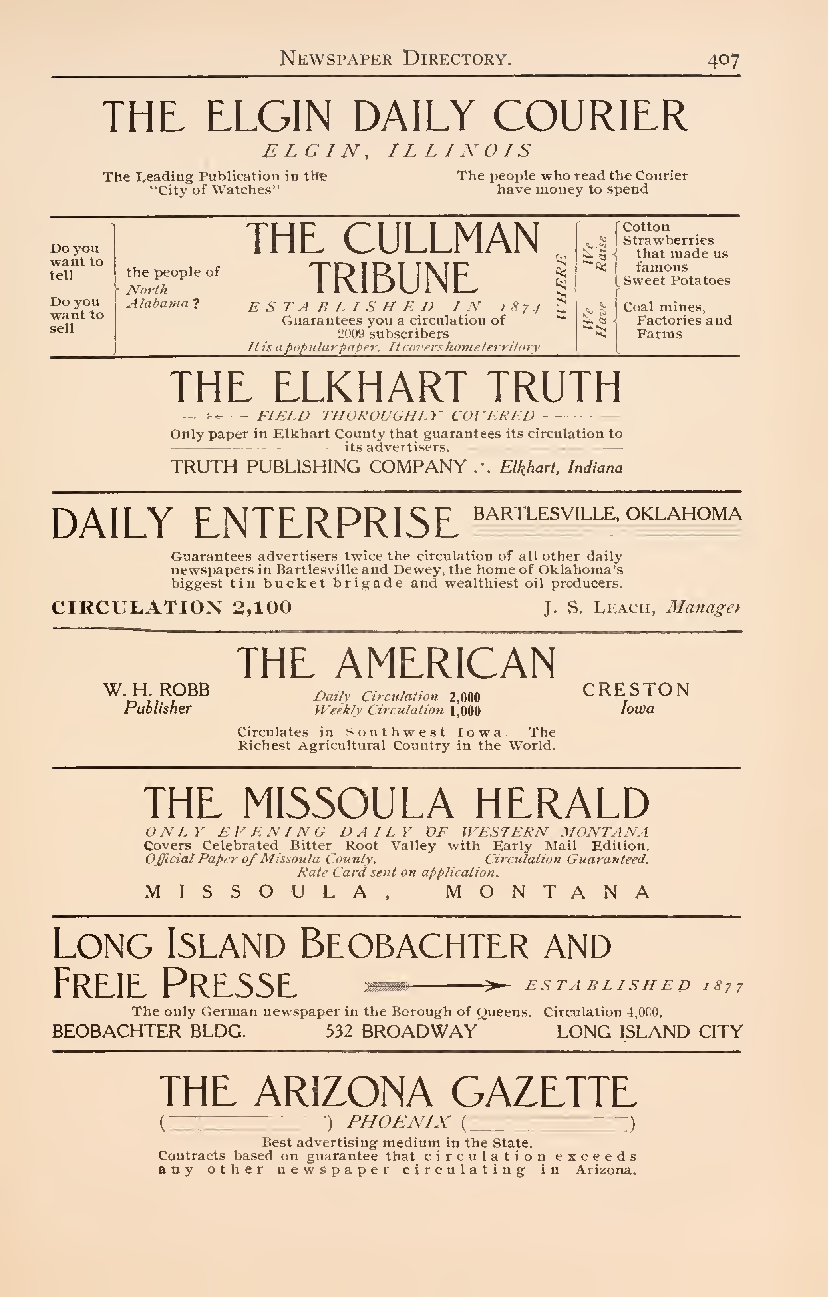 NEWSPAPER DIRECTORY. 407
THE ELGIN DAILY COURIER
ELGIN, ILLINOIS
The Leading Publication in the
"City of Watches"
The people who read the Courier
have money to spend
Do you
want to
tell
Do you
want to
sell
the people of
North
Alabama?
THE CULLMAN
TRIBUNE
ESTABLISHED IN 1874
Guarantees you a circulation of
2009 subscribers
It is a popular paper. It covers home territory
WHERE
We
Raise
Cotton
Strawberries
that made us
famous
Sweet Potatoes
We
Have
Coal mines,
Factories and
Farms
THE ELKHART TRUTH
FIELD THOROUGHLY COVERED
Only paper in Elkhart County that guarantees its circulation to
its advertisers.
TRUTH PUBLISHING COMPANY ∴ Elkhart, Indiana
DAILY ENTERPRISE BARTLESVILLE, OKLAHOMA
Guarantees advertisers twice the circulation of all other daily
newspapers in Bartlesville and Dewey, the home of Oklahoma's
biggest tin bucket brigade and wealthiest oil producers.
CIRCULATION 2,100 J. S. LEACH, Manager
THE AMERICAN
W. H. ROBB
Publisher
Daily Circulation 2,000
Weekly Circulation 1,000
CRESTON
Iowa
Circulates in Southwest Iowa. The
Richest Agricultural Country in the World.
THE MISSOULA HERALD
ONLY EVENING DAILY OF WESTERN MONTANA
Covers Celebrated Bitter Root Valley with Early Mail Edition.
Official Paper of Missoula County. Circulation Guaranteed.
Rate Card sent on application.
MISSOULA, MONTANA
LONG ISLAND BEOBACHTER AND
FREIE PRESSE ESTABLISHED 1877
The only German newspaper in the Borough of Queens. Circulation 4,000.
BEOBACHTER BLDG. 532 BROADWAY LONG ISLAND CITY
THE ARIZONA GAZETTE
( ) PHOENIX ( )
Best advertising medium in the State.
Contracts based on guarantee that circulation exceeds
any other newspaper circulating in Arizona.